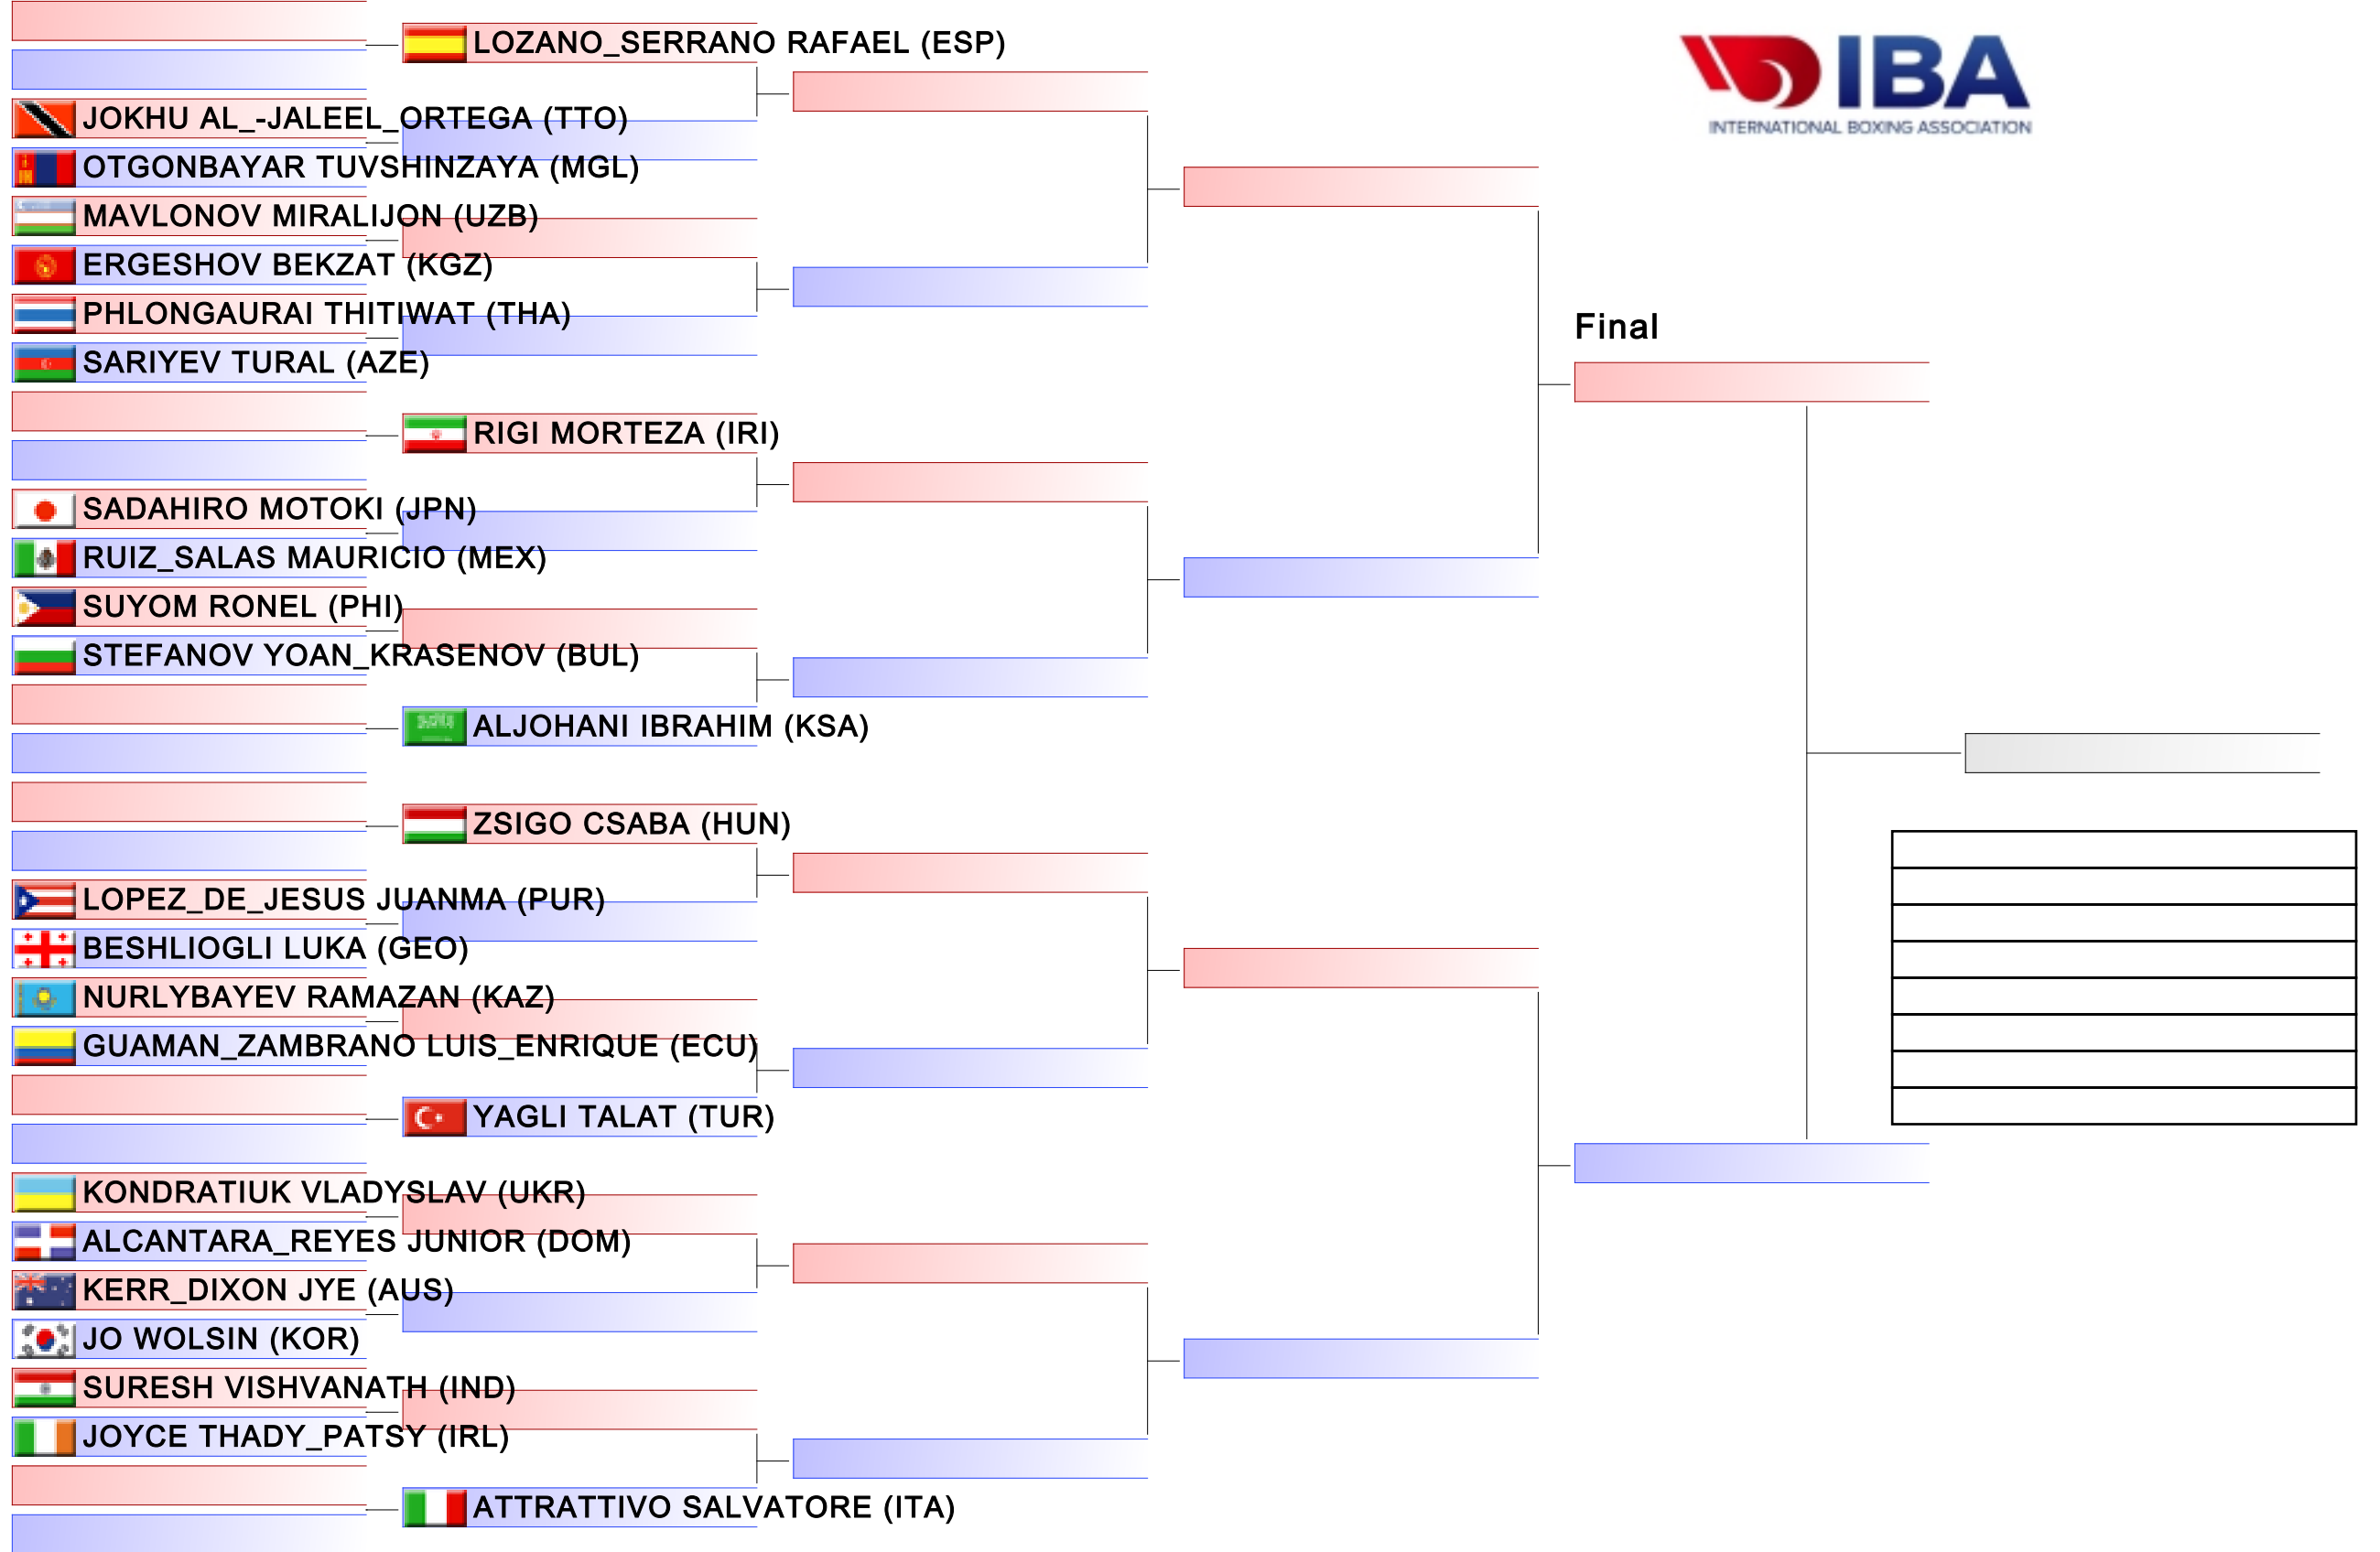 LOZANO_SERRANO RAFAEL (ESP)
IBA
INTERNATIONAL BOXING ASSOCIATION
JOKHU AL_-JALEEL_ORTEGA (TTO)
OTGONBAYAR TUVSHINZAYA (MGL)
MAVLONOV MIRALIJON (UZB)
ERGESHOV BEKZAT (KGZ)
PHLONGAURAI THITIWAT (THA)
Final
SARIYEV TURAL (AZE)
RIGI MORTEZA (IRI)
SADAHIRO MOTOKI (JPN)
RUIZ_SALAS MAURICIO (MEX)
SUYOM RONEL (PHI)
STEFANOV YOAN_KRASENOV (BUL)
ALJOHANI IBRAHIM (KSA)
ZSIGO CSABA (HUN)
LOPEZ_DE_JESUS JUANMA (PUR)
BESHLIOGLI LUKA (GEO)
NURLYBAYEV RAMAZAN (KAZ)
GUAMAN_ZAMBRANO LUIS_ENRIQUE (ECU)
YAGLI TALAT (TUR)
KONDRATIUK VLADYSLAV (UKR)
ALCANTARA_REYES JUNIOR (DOM)
KERR_DIXON JYE (AUS)
JO WOLSIN (KOR)
SURESH VISHVANATH (IND)
JOYCE THADY_PATSY (IRL)
ATTRATTIVO SALVATORE (ITA)